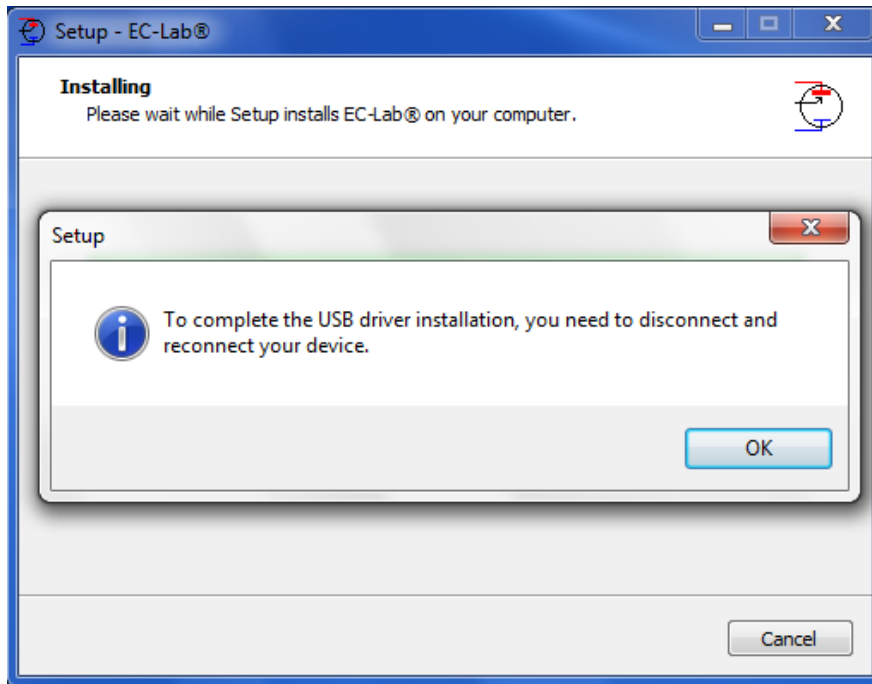 Setup - EC-Lab®
Installing
Please wait while Setup installs EC-Lab® on your computer.
Setup
To complete the USB driver installation, you need to disconnect and
reconnect your device.
OK
Cancel